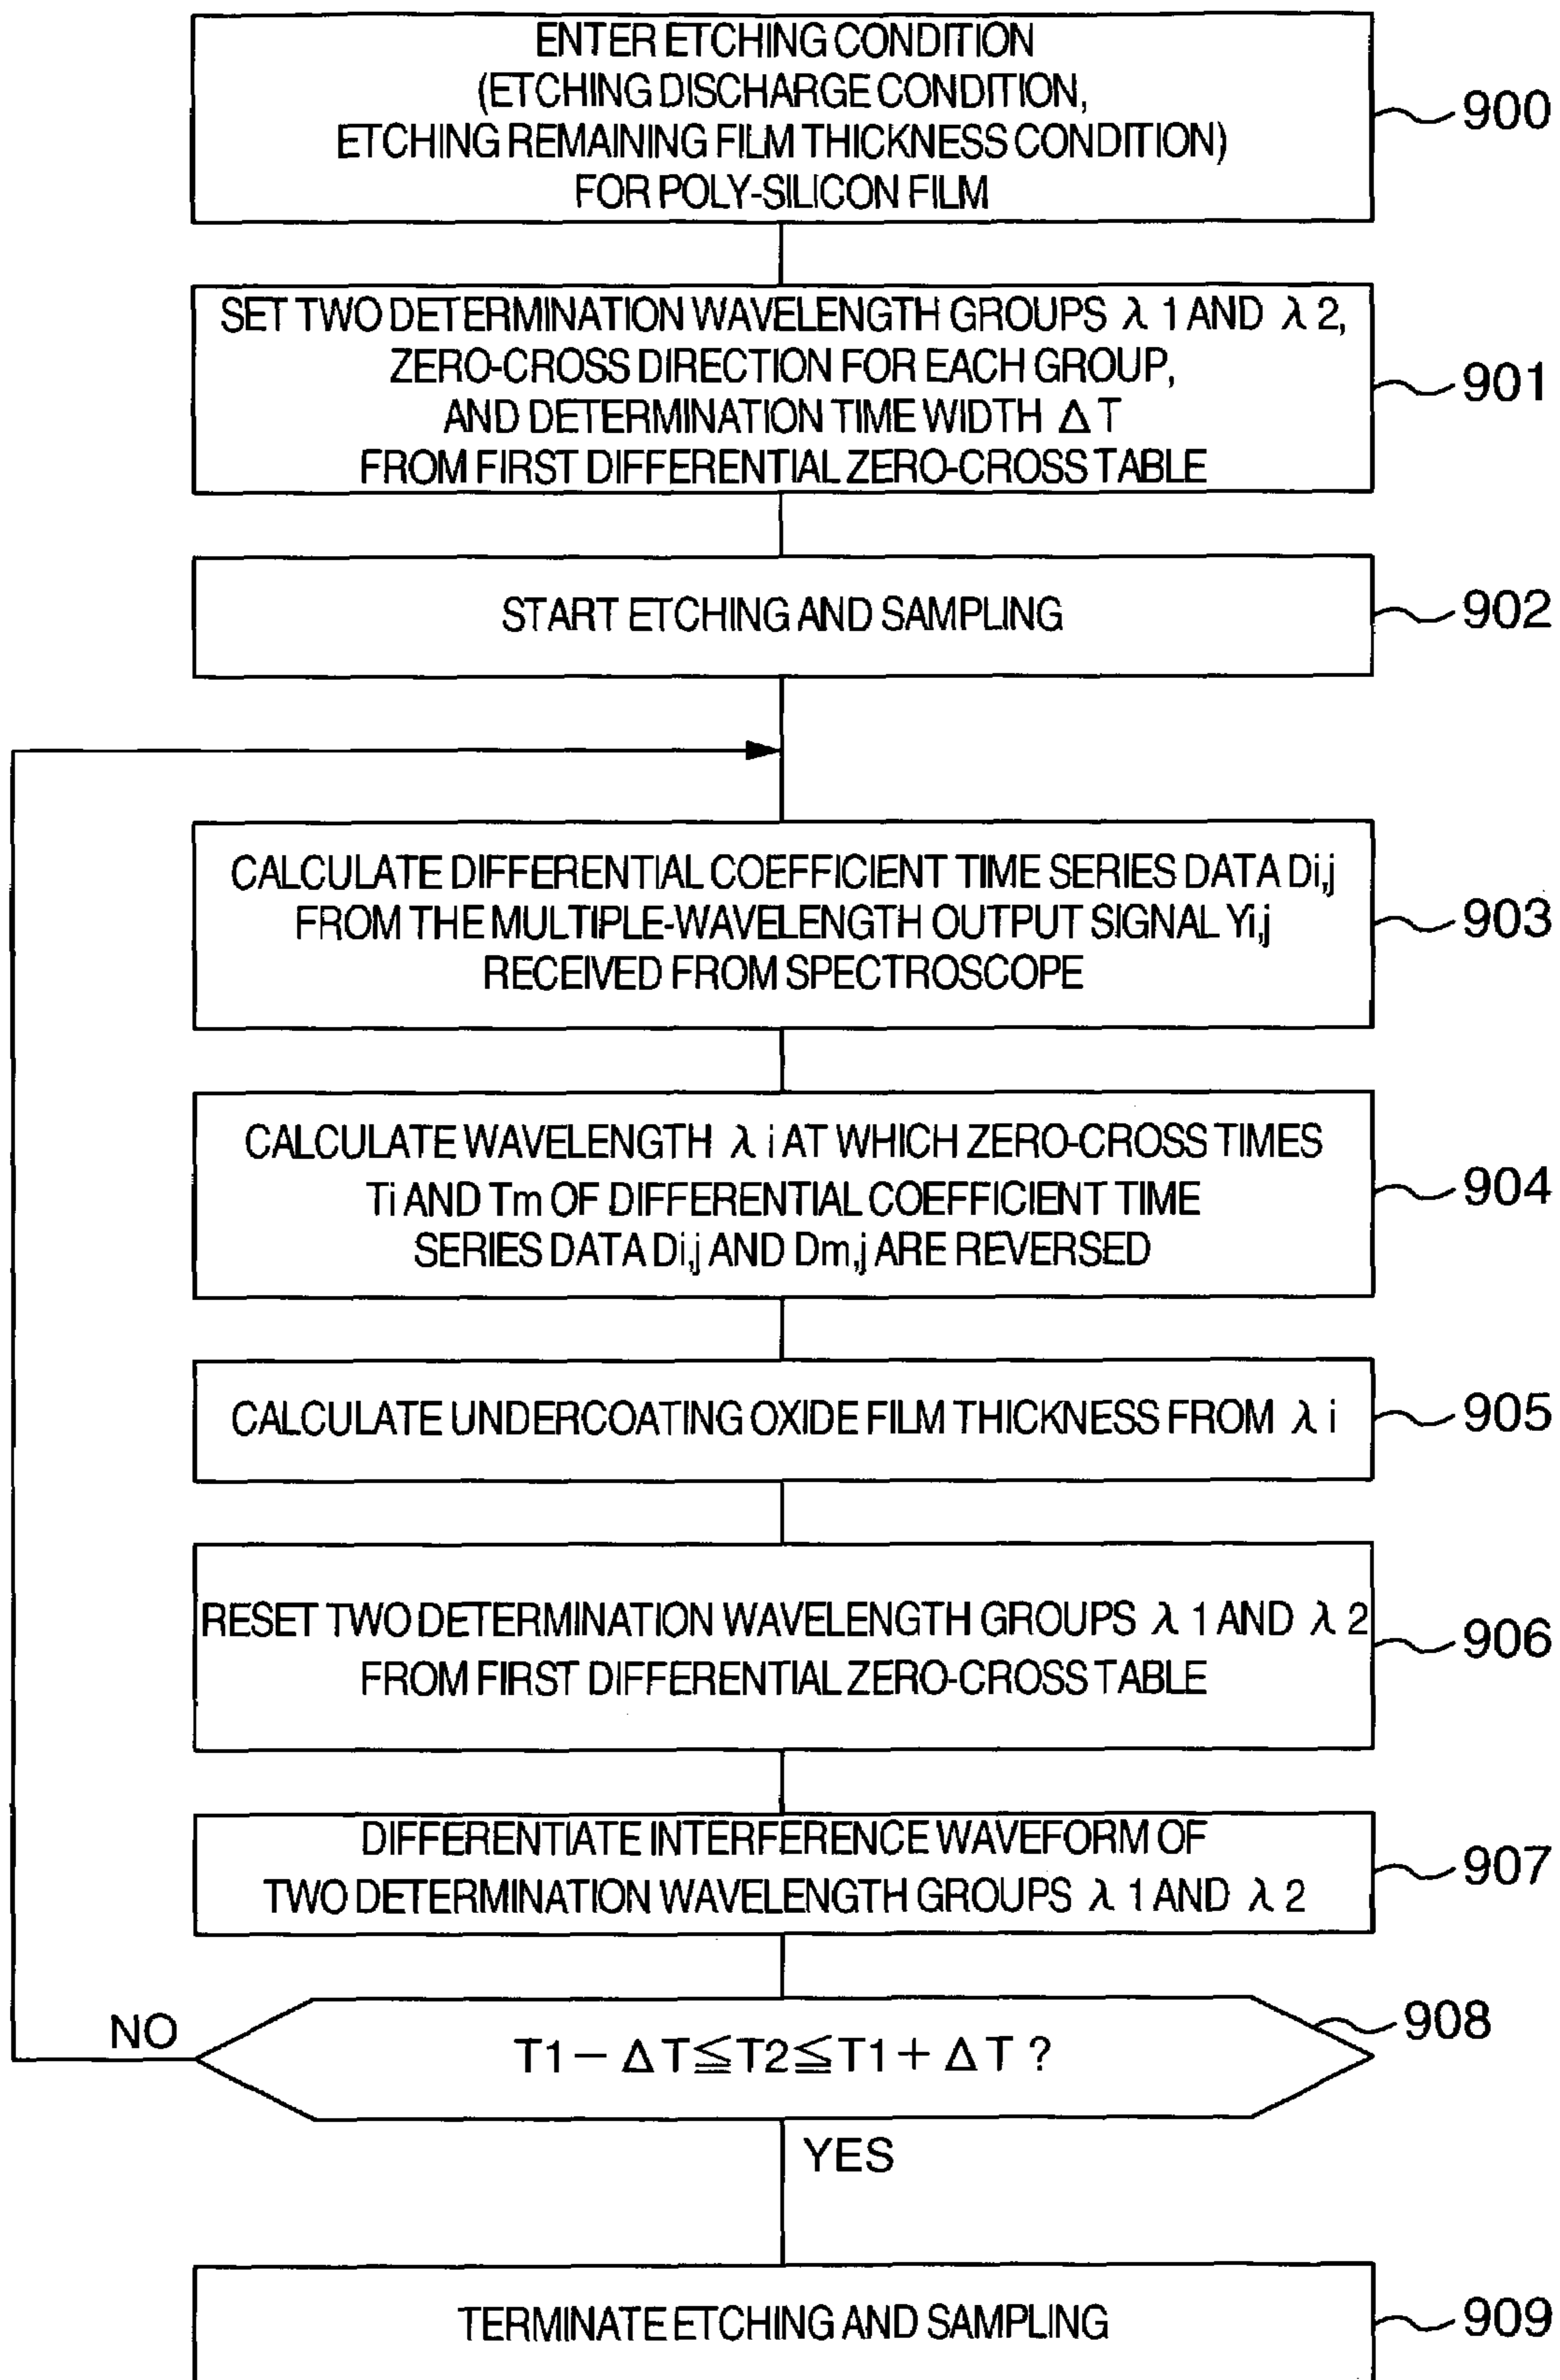 ENTER ETCHING CONDITION
(ETCHING DISCHARGE CONDITION,
ETCHING REMAINING FILM THICKNESS CONDITION)
FOR POLY-SILICON FILM
900
SET TWO DETERMINATION WAVELENGTH GROUPS λ 1 AND λ 2,
ZERO-CROSS DIRECTION FOR EACH GROUP,
AND DETERMINATION TIME WIDTH Δ T
FROM FIRST DIFFERENTIAL ZERO-CROSS TABLE
901
START ETCHING AND SAMPLING
902
CALCULATE DIFFERENTIAL COEFFICIENT TIME SERIES DATA Di,j
FROM THE MULTIPLE-WAVELENGTH OUTPUT SIGNAL Yi,j
RECEIVED FROM SPECTROSCOPE
903
CALCULATE WAVELENGTH λ i AT WHICH ZERO-CROSS TIMES
Ti AND Tm OF DIFFERENTIAL COEFFICIENT TIME
SERIES DATA Di,j AND Dm,j ARE REVERSED
904
CALCULATE UNDERCOATING OXIDE FILM THICKNESS FROM λ i
905
RESET TWO DETERMINATION WAVELENGTH GROUPS λ 1 AND λ 2
FROM FIRST DIFFERENTIAL ZERO-CROSS TABLE
906
DIFFERENTIATE INTERFERENCE WAVEFORM OF
TWO DETERMINATION WAVELENGTH GROUPS λ 1 AND λ 2
907
NO
T1− ΔT≦T2≦T1+ ΔT ?
908
YES
TERMINATE ETCHING AND SAMPLING
909